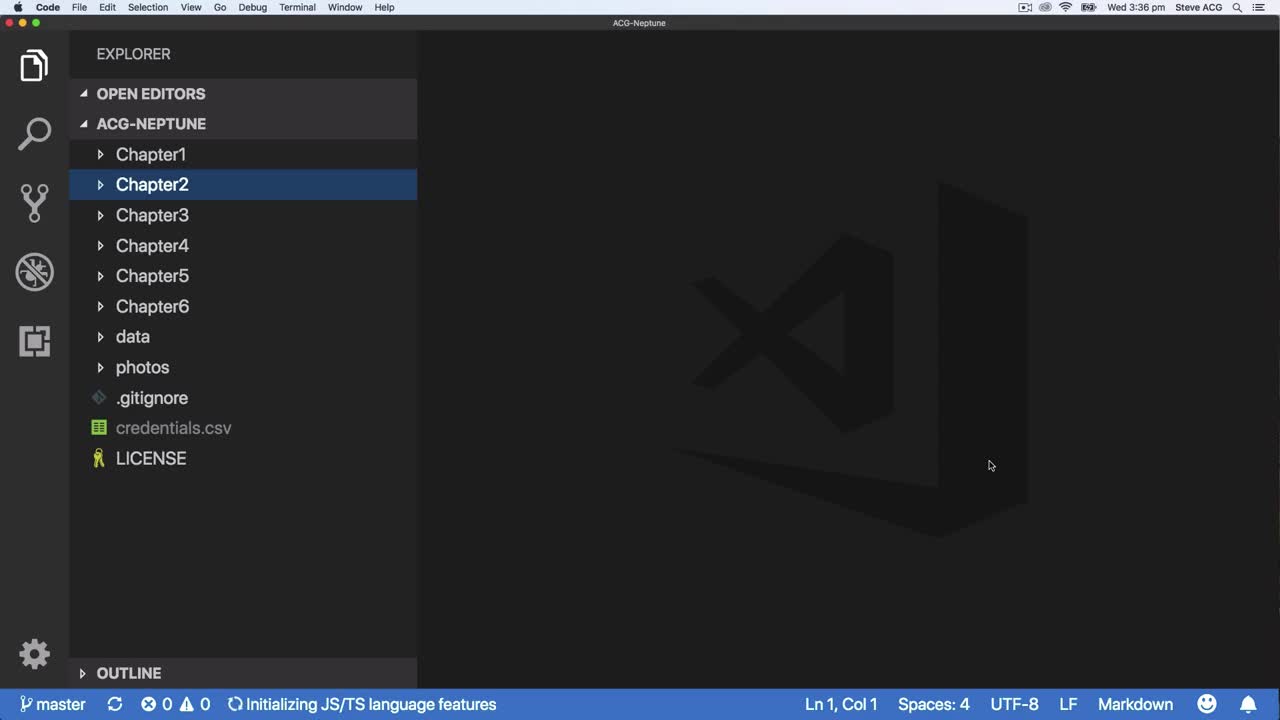 Code File Edit Selection View Go Debug Terminal Window Help Wed 3:36 pm Steve ACG
ACG-Neptune
EXPLORER
OPEN EDITORS
ACG-NEPTUNE
Chapter1
Chapter2
Chapter3
Chapter4
Chapter5
Chapter6
data
photos
.gitignore
credentials.csv
LICENSE
OUTLINE
master 0 0 Initializing JS/TS language features Ln 1, Col 1 Spaces: 4 UTF-8 LF Markdown